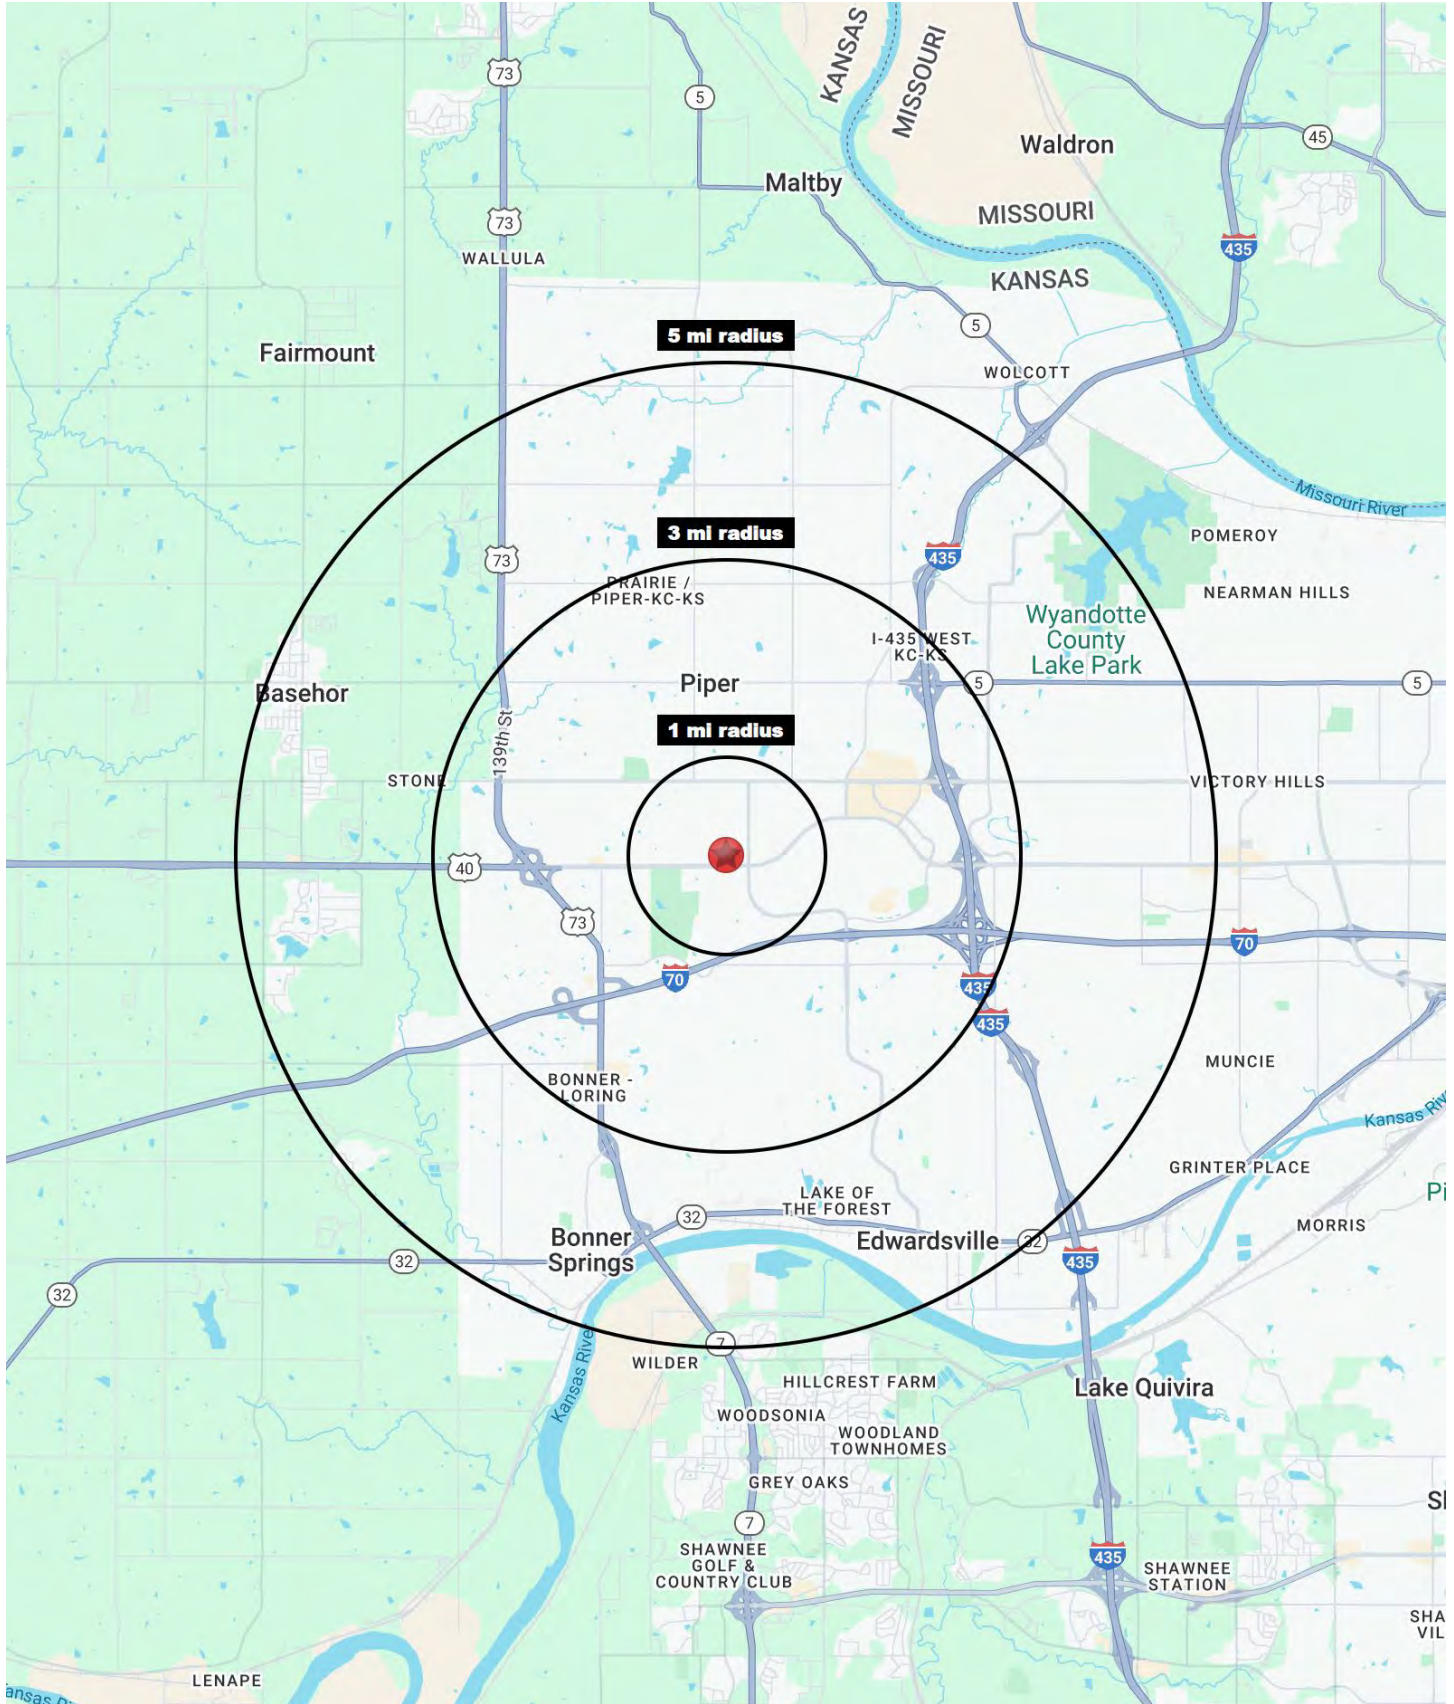 KANSAS
MISSOURI
73
5
45
Waldron
Maltby
MISSOURI
73
435
WALLULA
KANSAS
5
5 mi radius
Fairmount
WOLCOTT
Missouri River
3 mi radius
POMEROY
435
73
PRAIRIE /
PIPER-KC-KS
NEARMAN HILLS
Wyandotte
County
Lake Park
I-435 WEST
KC-KS
Piper
5
5
Basehor
1 mi radius
139th St
STONE
VICTORY HILLS
40
73
70
70
435
435
MUNCIE
BONNER -
LORING
Kansas Riv
GRINTER PLACE
Pi
LAKE OF
THE FOREST
32
MORRIS
Bonner
Springs
Edwardsville
32
32
435
32
7
WILDER
Kansas River
HILLCREST FARM
Lake Quivira
WOODSONIA
WOODLAND
TOWNHOMES
GREY OAKS
7
SHAWNEE
GOLF &
COUNTRY CLUB
435
SHAWNEE
STATION
SHA
VIL
LENAPE